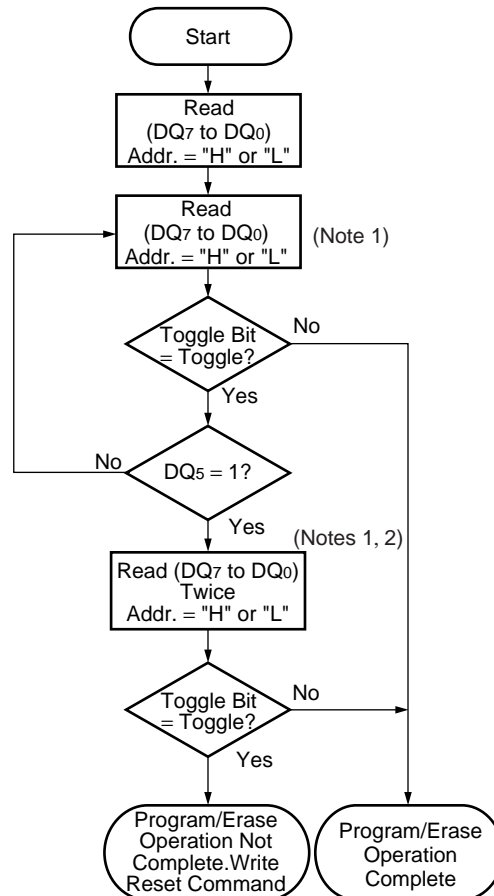 Start
Read
(DQ7 to DQ0)
Addr. = "H" or "L"
Read
(DQ7 to DQ0)
Addr. = "H" or "L"
(Note 1)
Toggle Bit
= Toggle?
No
Yes
DQ5 = 1?
No
Yes
(Notes 1, 2)
Read (DQ7 to DQ0)
Twice
Addr. = "H" or "L"
Toggle Bit
= Toggle?
No
Yes
Program/Erase
Operation Not
Complete.Write
Reset Command
Program/Erase
Operation
Complete